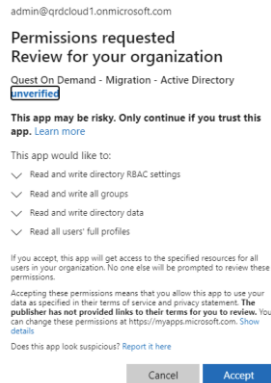 admin@qrdcloud1.onmicrosoft.com
Permissions requested
Review for your organization
Quest On Demand - Migration - Active Directory
unverified
This app may be risky. Only continue if you trust this
app. Learn more
This app would like to:
Read and write directory RBAC settings
Read and write all groups
Read and write directory data
Read all users' full profiles
If you accept, this app will get access to the specified resources for all
users in your organization. No one else will be prompted to review these
permissions.
Accepting these permissions means that you allow this app to use your
data as specified in their terms of service and privacy statement. The
publisher has not provided links to their terms for you to review. You
can change these permissions at https://myapps.microsoft.com. Show
details
Does this app look suspicious? Report it here
Cancel
Accept